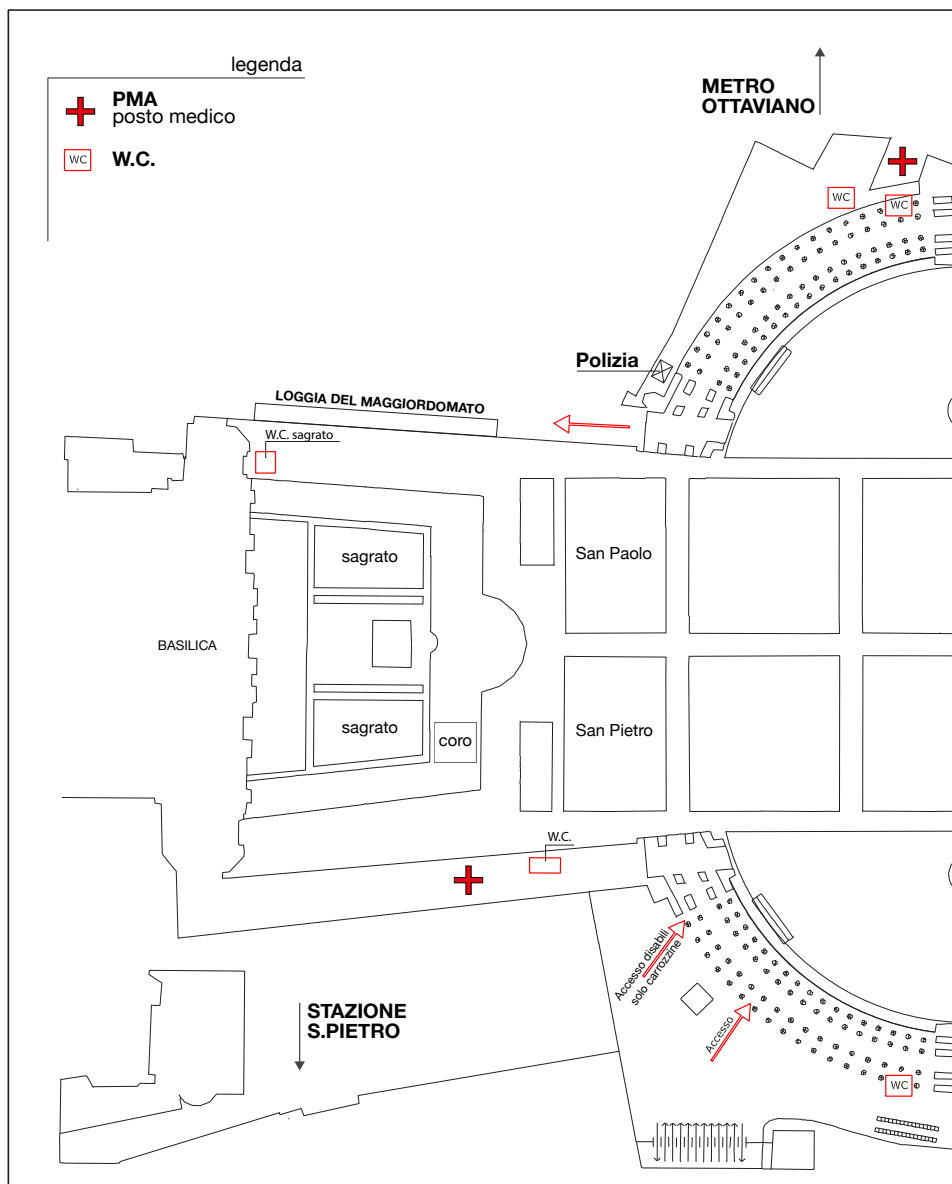 legenda
PMA
posto medico
WC
W.C.
METRO
OTTAVIANO
WC
WC
Polizia
LOGGIA DEL MAGGIORDOMATO
W.C. sagrato
sagrato
San Paolo
BASILICA
sagrato
coro
San Pietro
W.C.
Accesso disabili
solo carrozzine
Accesso
STAZIONE
S.PIETRO
WC